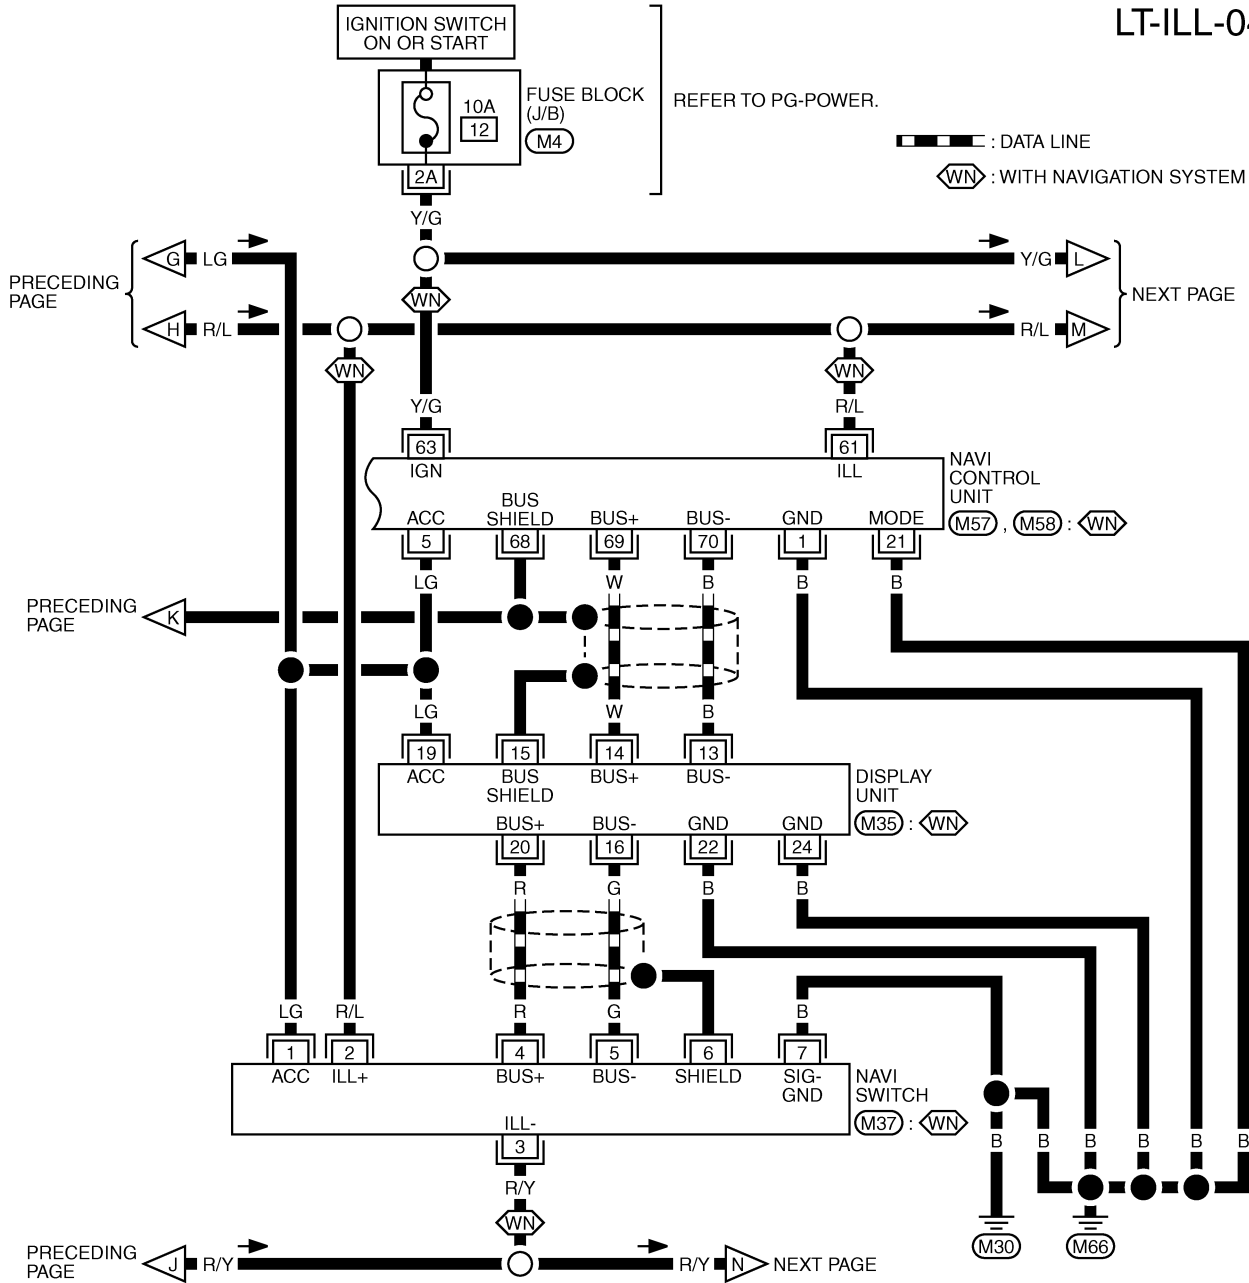 LT-ILL-04
IGNITION SWITCH
ON OR START
FUSE BLOCK
(J/B)
M4
10A
12
2A
REFER TO PG-POWER.
: DATA LINE
WN : WITH NAVIGATION SYSTEM
Y/G
PRECEDING
PAGE
G LG
H R/L
Y/G L
R/L M
NEXT PAGE
WN
WN
WN
Y/G
R/L
63
61
IGN
ILL
NAVI
CONTROL
UNIT
M57 , M58 : WN
ACC
BUS
SHIELD
BUS+
BUS-
GND
MODE
5
68
69
70
1
21
LG
W
B
B
B
PRECEDING
PAGE
K
LG
W
B
19
15
14
13
ACC
BUS
SHIELD
BUS+
BUS-
DISPLAY
UNIT
M35 : WN
BUS+
BUS-
GND
GND
20
16
22
24
R
G
B
B
LG
R/L
R
G
B
1
2
4
5
6
7
ACC
ILL+
BUS+
BUS-
SHIELD
SIG-
GND
NAVI
SWITCH
M37 : WN
ILL-
3
R/Y
WN
B
B
B
B
B
B
M30
M66
PRECEDING
PAGE
J R/Y
R/Y N NEXT PAGE